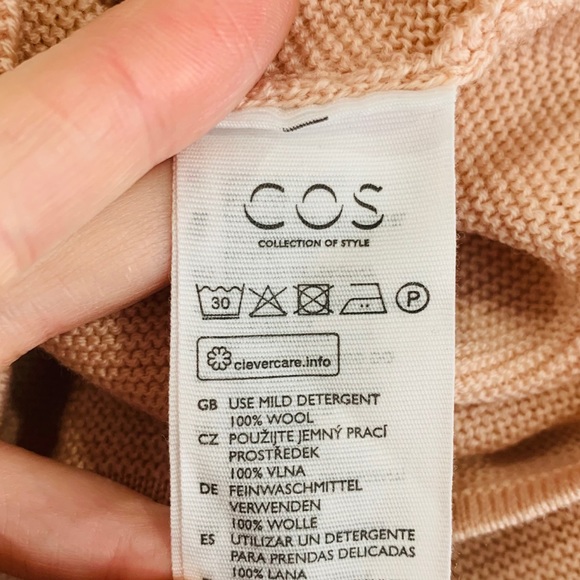 COS
COLLECTION OF STYLE
30 P
clevercare.info
GB USE MILD DETERGENT
100% WOOL
CZ POUŽIJTE JEMNÝ PRACÍ
PROSTŘEDEK
100% VLNA
DE FEINWASCHMITTEL
VERWENDEN
100% WOLLE
ES UTILIZAR UN DETERGENTE
PARA PRENDAS DELICADAS
100% LANA